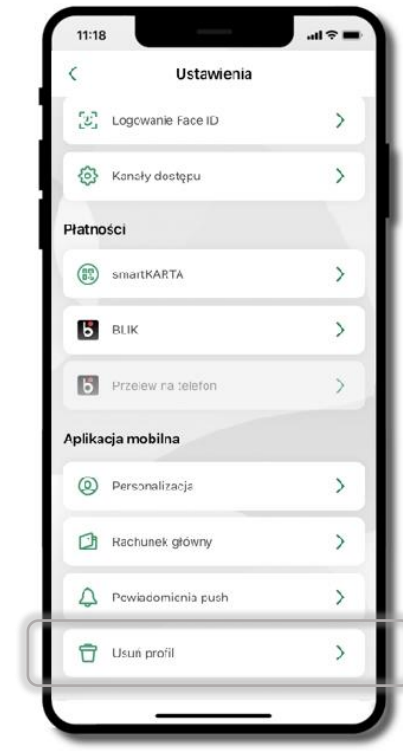 11:18
Ustawienia
Logowanie Face ID
Kanały dostępu
Płatności
smartKARTA
BLIK
Przelew na telefon
Aplikacja mobilna
Personalizacja
Rachunek główny
Powiadomienia push
Usuń profil